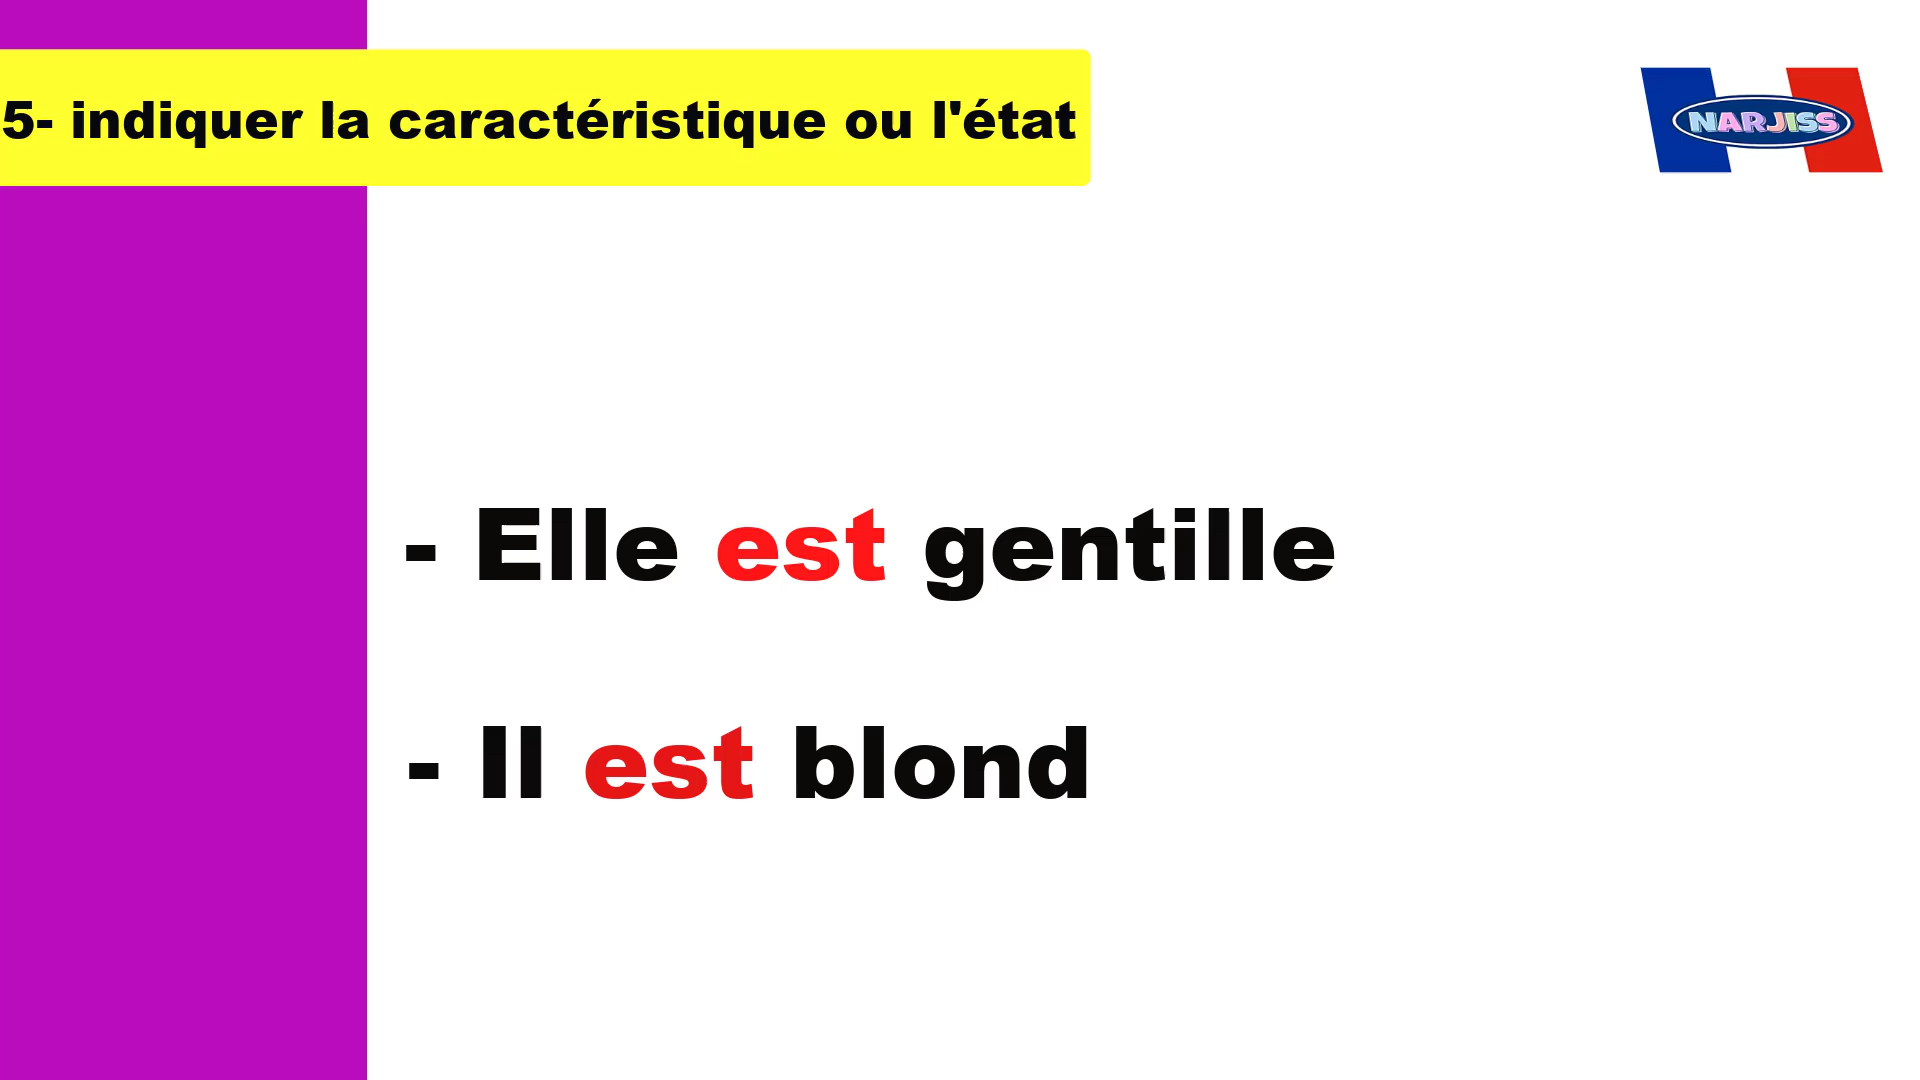 5- indiquer la caractéristique ou l'état
NARJISS
- Elle est gentille
- Il est blond